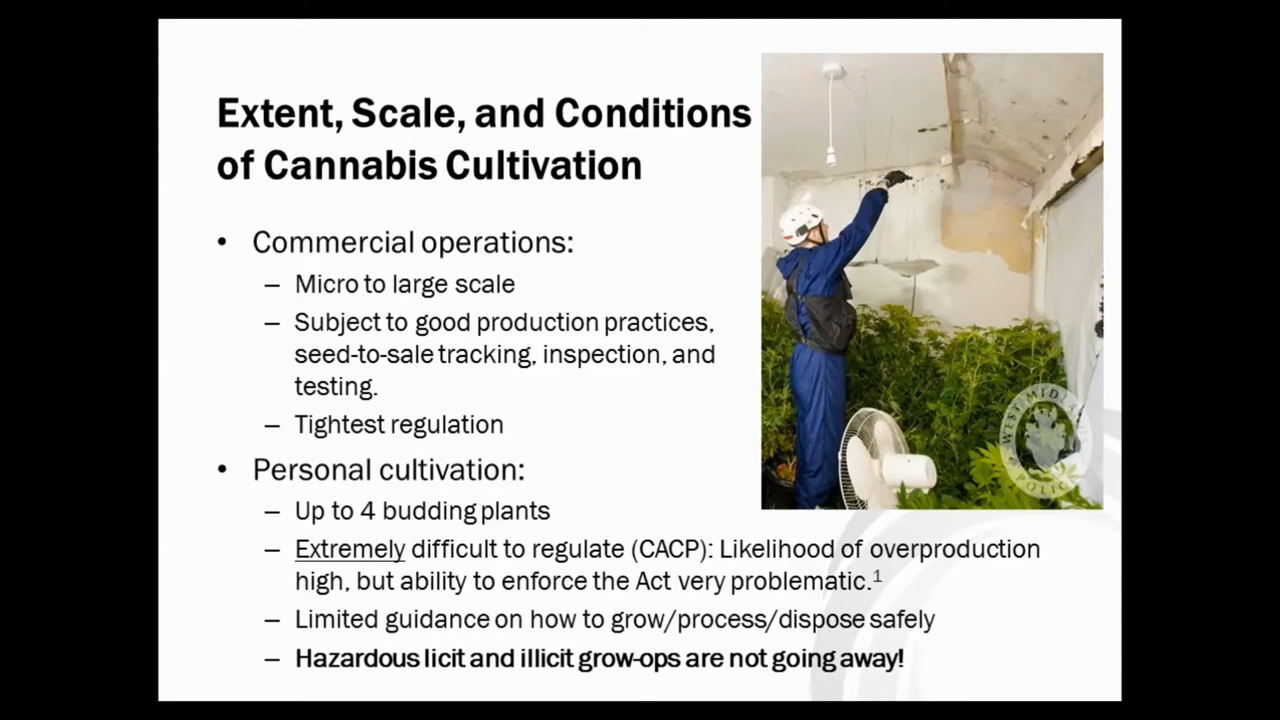 Extent, Scale, and Conditions
of Cannabis Cultivation
• Commercial operations:
– Micro to large scale
– Subject to good production practices,
seed-to-sale tracking, inspection, and
testing.
– Tightest regulation
• Personal cultivation:
– Up to 4 budding plants
– Extremely difficult to regulate (CACP): Likelihood of overproduction
high, but ability to enforce the Act very problematic.1
– Limited guidance on how to grow/process/dispose safely
– Hazardous licit and illicit grow-ops are not going away!
WEST MIDLA
POLIC